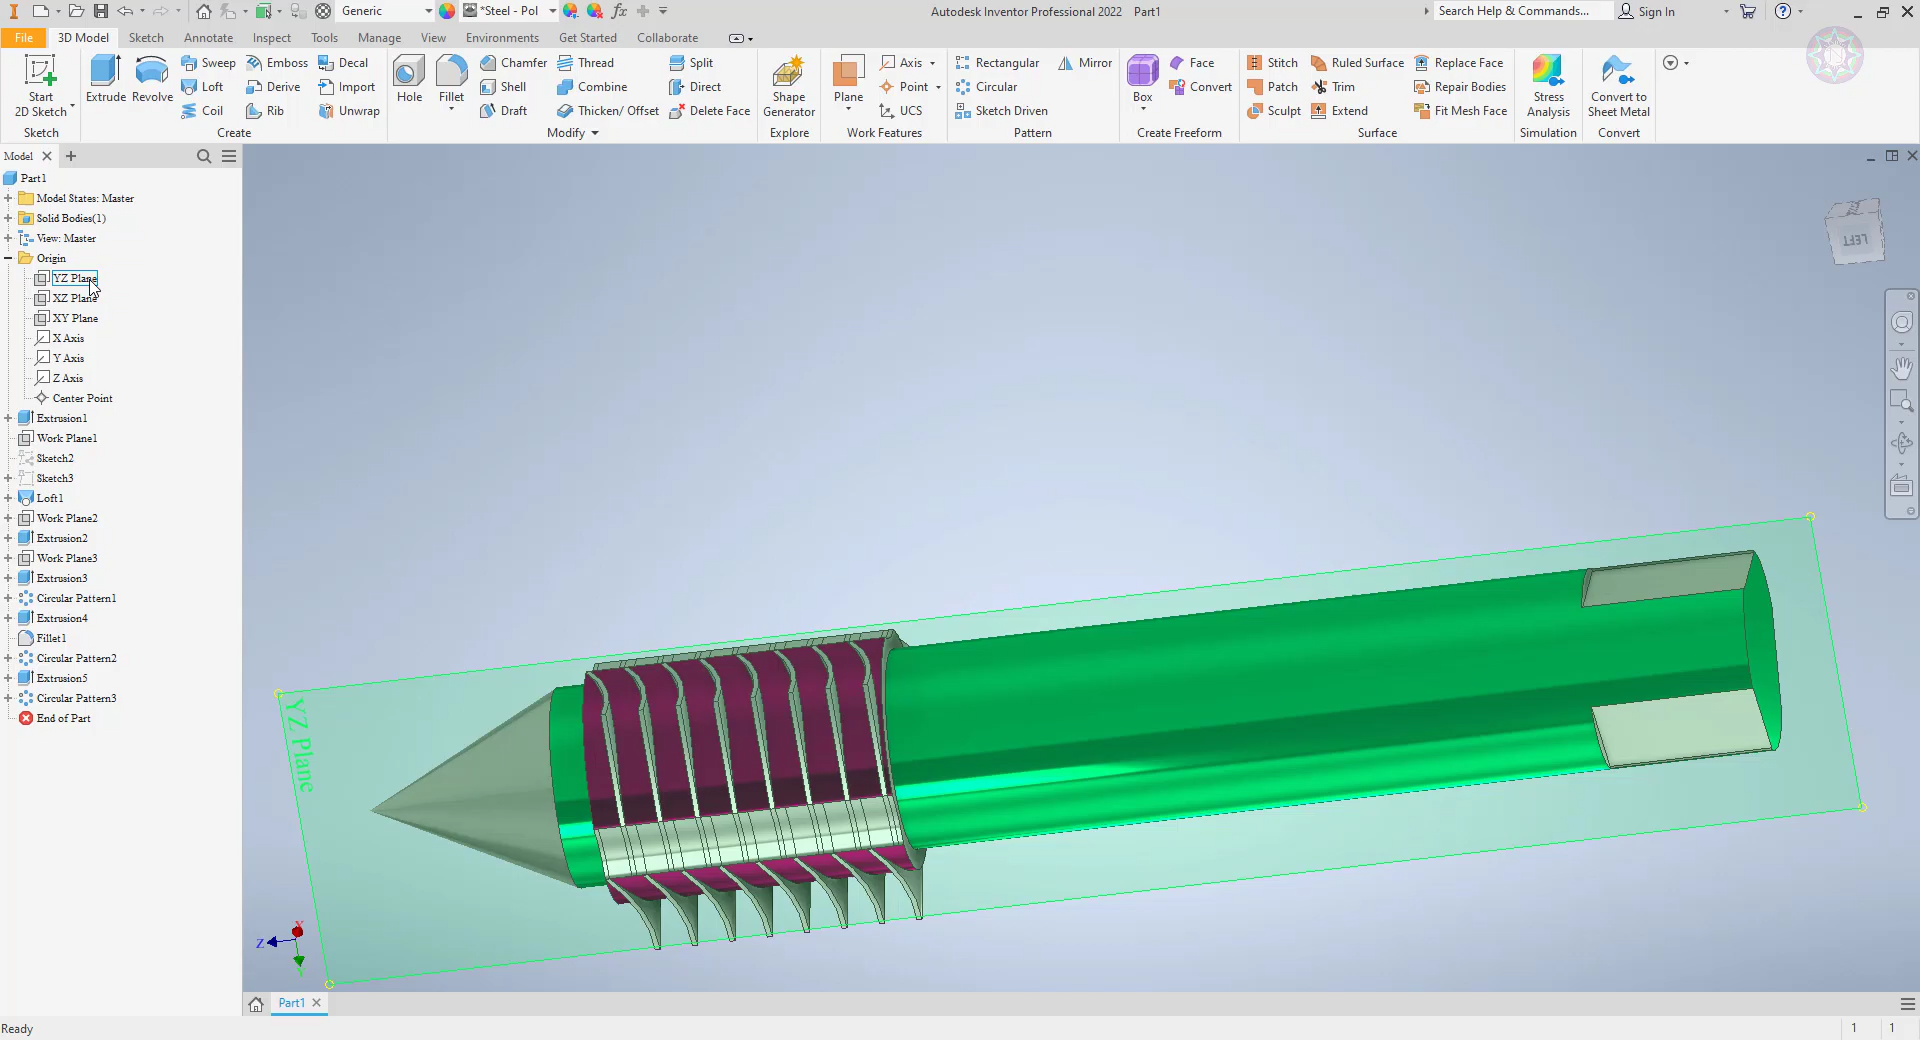 Generic
*Steel - Pol
fx
Autodesk Inventor Professional 2022 Part1
Search Help & Commands...
Sign In
File 3D Model Sketch Annotate Inspect Tools Manage View Environments Get Started Collaborate
Start 2D Sketch
Extrude
Revolve
Sweep
Loft
Coil
Emboss
Derive
Rib
Decal
Import
Unwrap
Hole
Fillet
Chamfer
Shell
Draft
Thread
Combine
Thicken/ Offset
Split
Direct
Delete Face
Shape Generator
Plane
Axis
Point
UCS
Rectangular
Circular
Sketch Driven
Mirror
Box
Face
Convert
Stitch
Patch
Sculpt
Ruled Surface
Trim
Extend
Replace Face
Repair Bodies
Fit Mesh Face
Stress Analysis
Convert to Sheet Metal
Sketch Create Modify Explore Work Features Pattern Create Freeform Surface Simulation Convert
Model
Part1
Model States: Master
Solid Bodies(1)
View: Master
Origin
YZ Plane
XZ Plane
XY Plane
X Axis
Y Axis
Z Axis
Center Point
Extrusion1
Work Plane1
Sketch2
Sketch3
Loft1
Work Plane2
Extrusion2
Work Plane3
Extrusion3
Circular Pattern1
Extrusion4
Fillet1
Circular Pattern2
Extrusion5
Circular Pattern3
End of Part
LEFT
YZ Plane
X
Z
Y
Part1
Ready
1 1